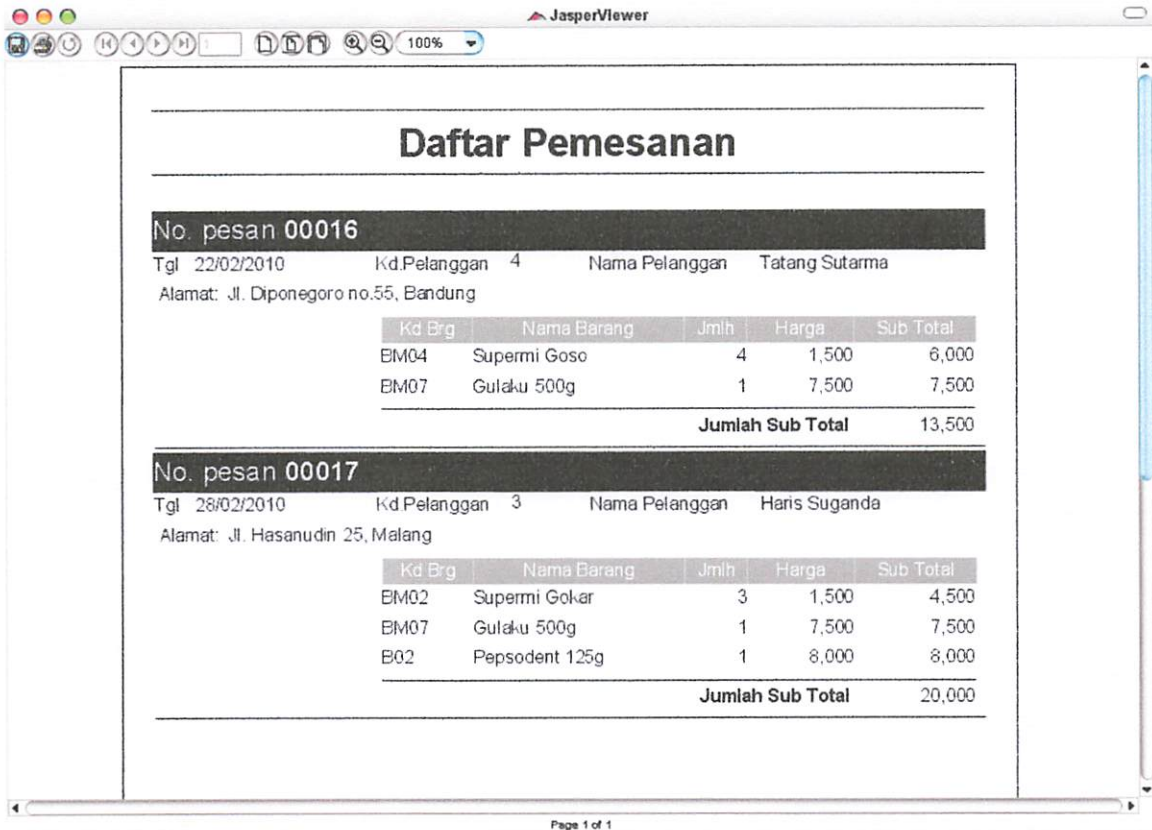 JasperViewer
100%
Daftar Pemesanan
No. pesan 00016
Tgl 22/02/2010 Kd.Pelanggan 4 Nama Pelanggan Tatang Sutarma
Alamat: Jl. Diponegoro no.55, Bandung
Kd Brg Nama Barang Jmlh Harga Sub Total
BM04 Supermi Goso 4 1,500 6,000
BM07 Gulaku 500g 1 7,500 7,500
Jumlah Sub Total 13,500
No. pesan 00017
Tgl 28/02/2010 Kd.Pelanggan 3 Nama Pelanggan Haris Suganda
Alamat: Jl. Hasanudin 25, Malang
Kd Brg Nama Barang Jmlh Harga Sub Total
BM02 Supermi Gokar 3 1,500 4,500
BM07 Gulaku 500g 1 7,500 7,500
B02 Pepsodent 125g 1 8,000 8,000
Jumlah Sub Total 20,000
Page 1 of 1